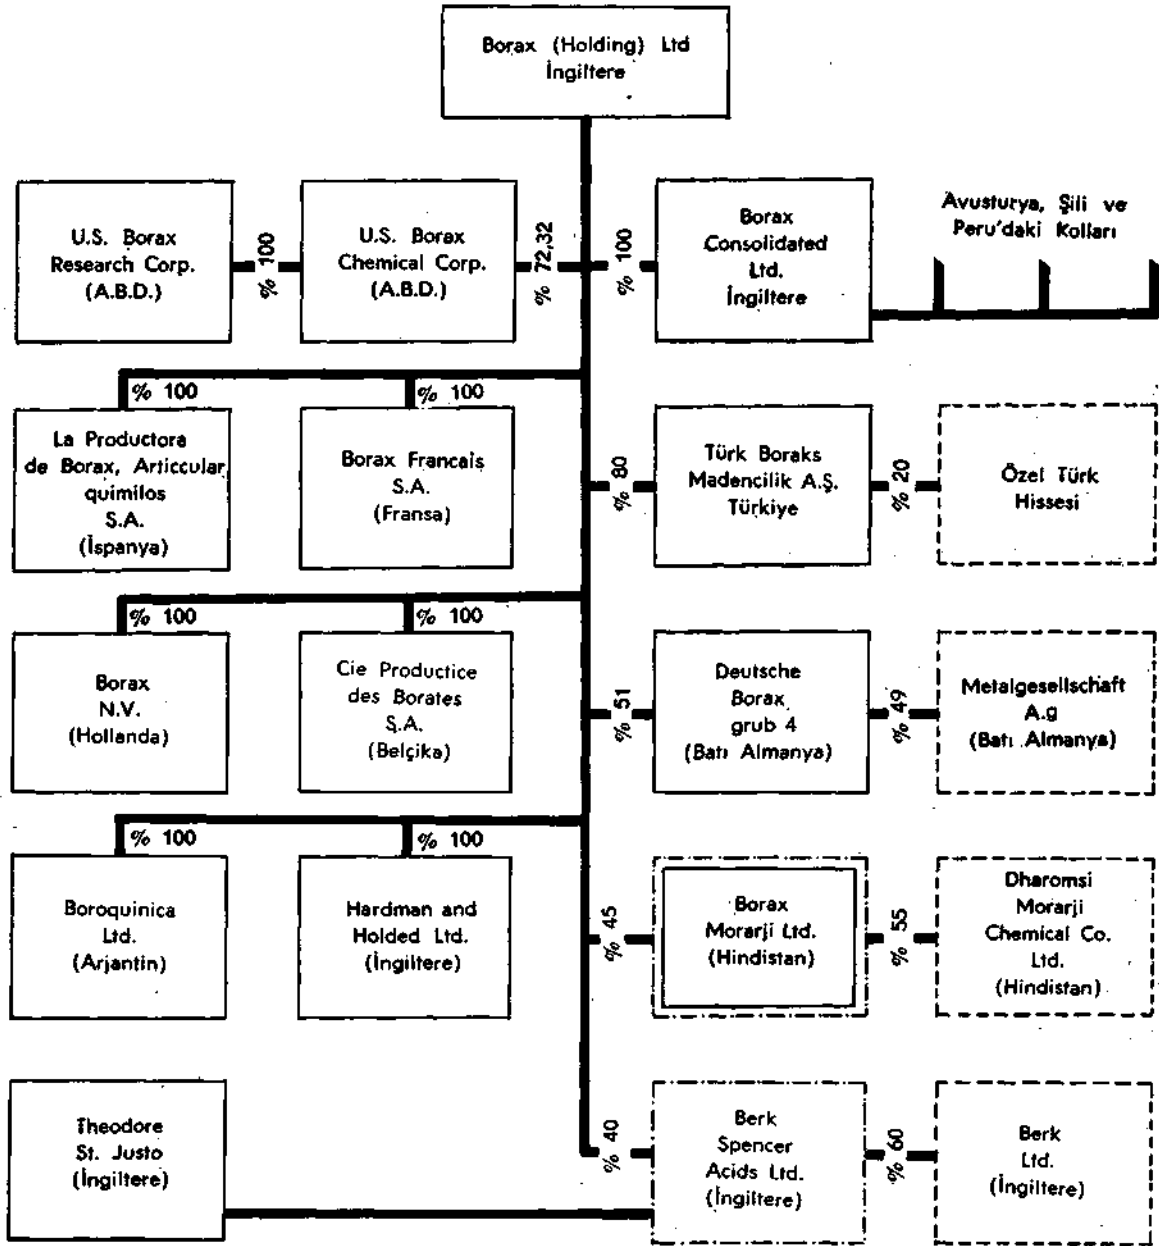 Borax (Holding) Ltd
İngiltere
U.S. Borax
Research Corp.
(A.B.D.)
% 100
U.S. Borax
Chemical Corp.
(A.B.D.)
% 72,32
% 100
Borax
Consolidated
Ltd.
İngiltere
Avusturya, Şili ve
Peru'daki Kolları
% 100
La Productora
de Borax, Articcular
quimilos
S.A.
(İspanya)
% 100
Borax Francais
S.A.
(Fransa)
% 80
Türk Boraks
Madencilik A.Ş.
Türkiye
% 20
Özel Türk
Hissesi
% 100
Borax
N.V.
(Hollanda)
% 100
Cie Productice
des Borates
S.A.
(Belçika)
% 51
Deutsche
Borax
grub 4
(Batı Almanya)
% 49
Metalgesellschaft
A.g
(Batı Almanya)
% 100
Boroquinica
Ltd.
(Arjantin)
% 100
Hardman and
Holded Ltd.
(İngiltere)
% 45
Borax
Morarji Ltd.
(Hindistan)
% 55
Dharomsi
Morarji
Chemical Co.
Ltd.
(Hindistan)
Theodore
St. Justo
(İngiltere)
% 40
Berk
Spencer
Acids Ltd.
(İngiltere)
% 60
Berk
Ltd.
(İngiltere)